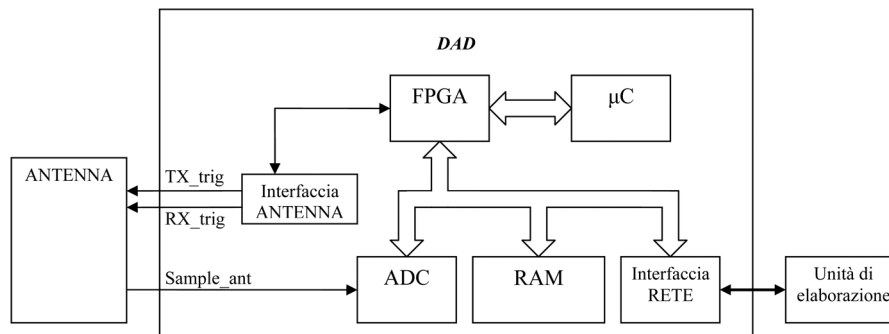 DAD
FPGA
μC
ANTENNA
TX_trig
RX_trig
Interfaccia
ANTENNA
Sample_ant
ADC
RAM
Interfaccia
RETE
Unità di
elaborazione